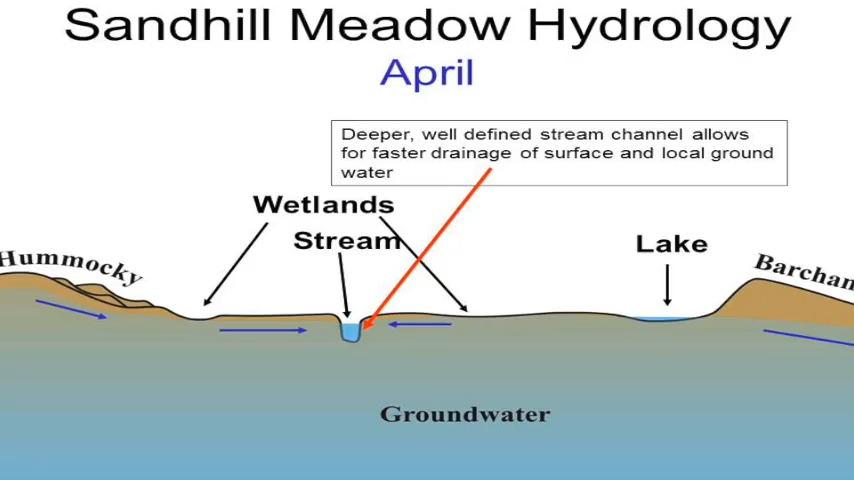 Sandhill Meadow Hydrology
April
Deeper, well defined stream channel allows
for faster drainage of surface and local ground
water
Wetlands
Stream
Lake
Hummocky
Barchan
Groundwater